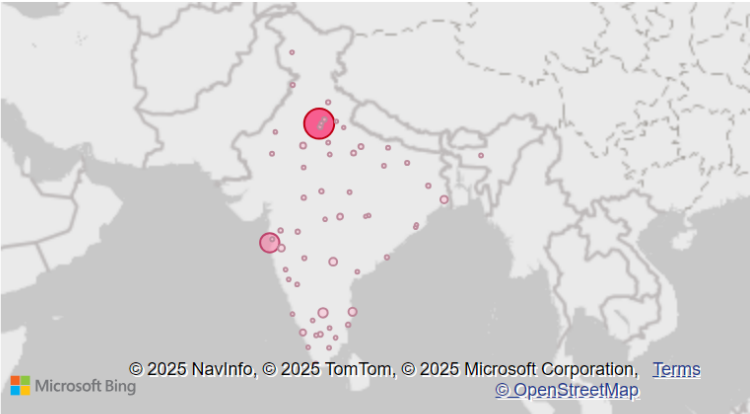 © 2025 NavInfo, © 2025 TomTom, © 2025 Microsoft Corporation, Terms
© OpenStreetMap
Microsoft Bing